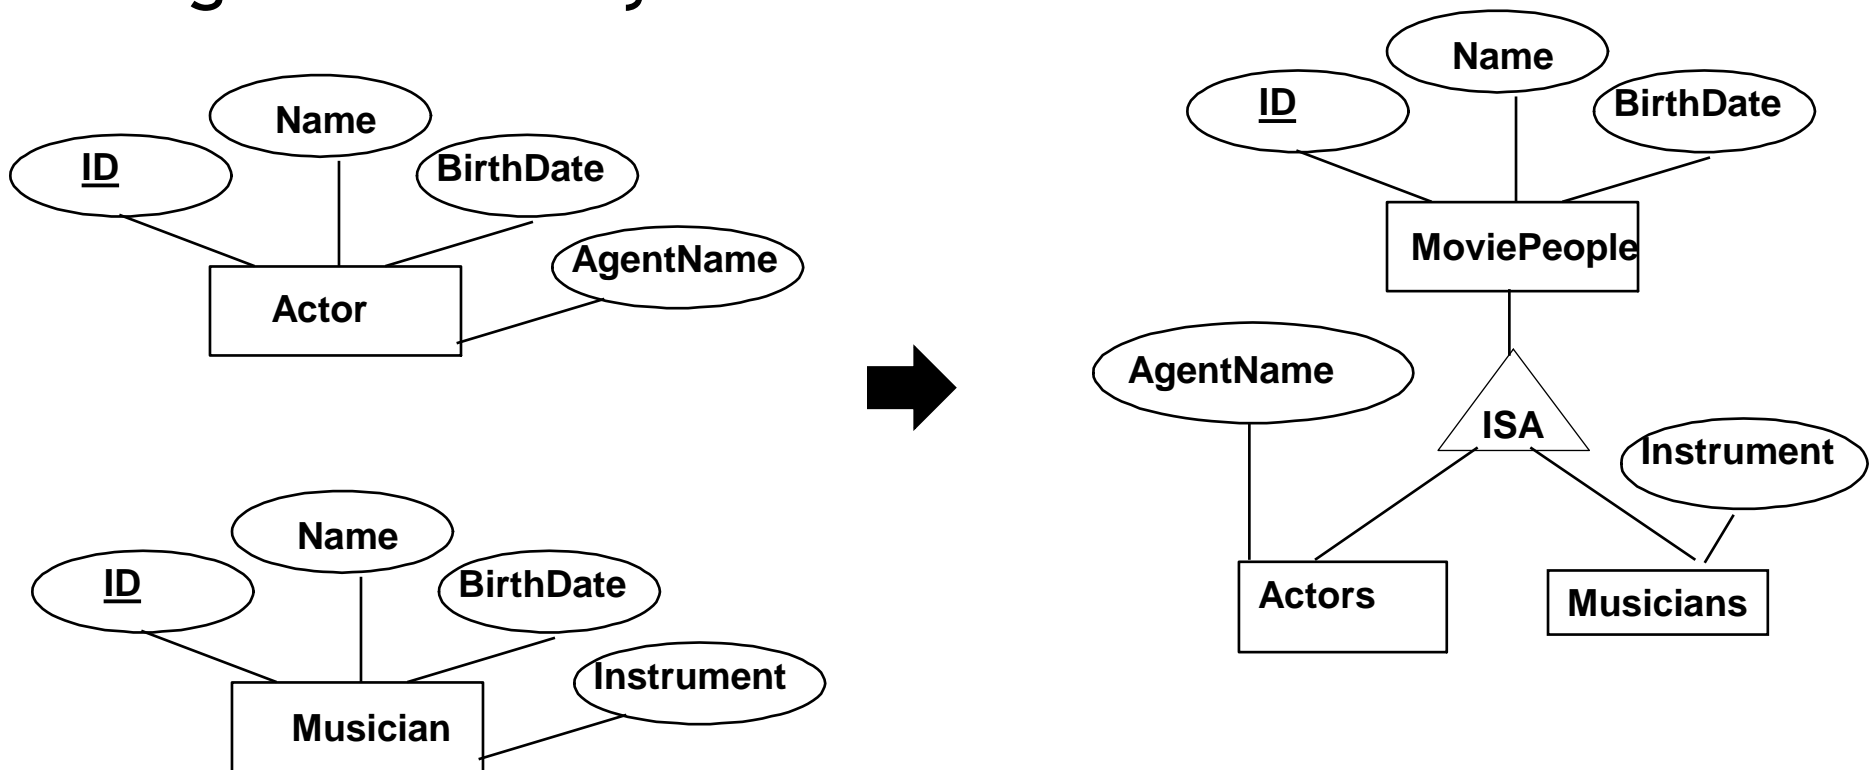 Name
ID
BirthDate
AgentName
Actor
Name
ID
BirthDate
Instrument
Musician
Name
ID
BirthDate
MoviePeople
AgentName
ISA
Instrument
Actors
Musicians